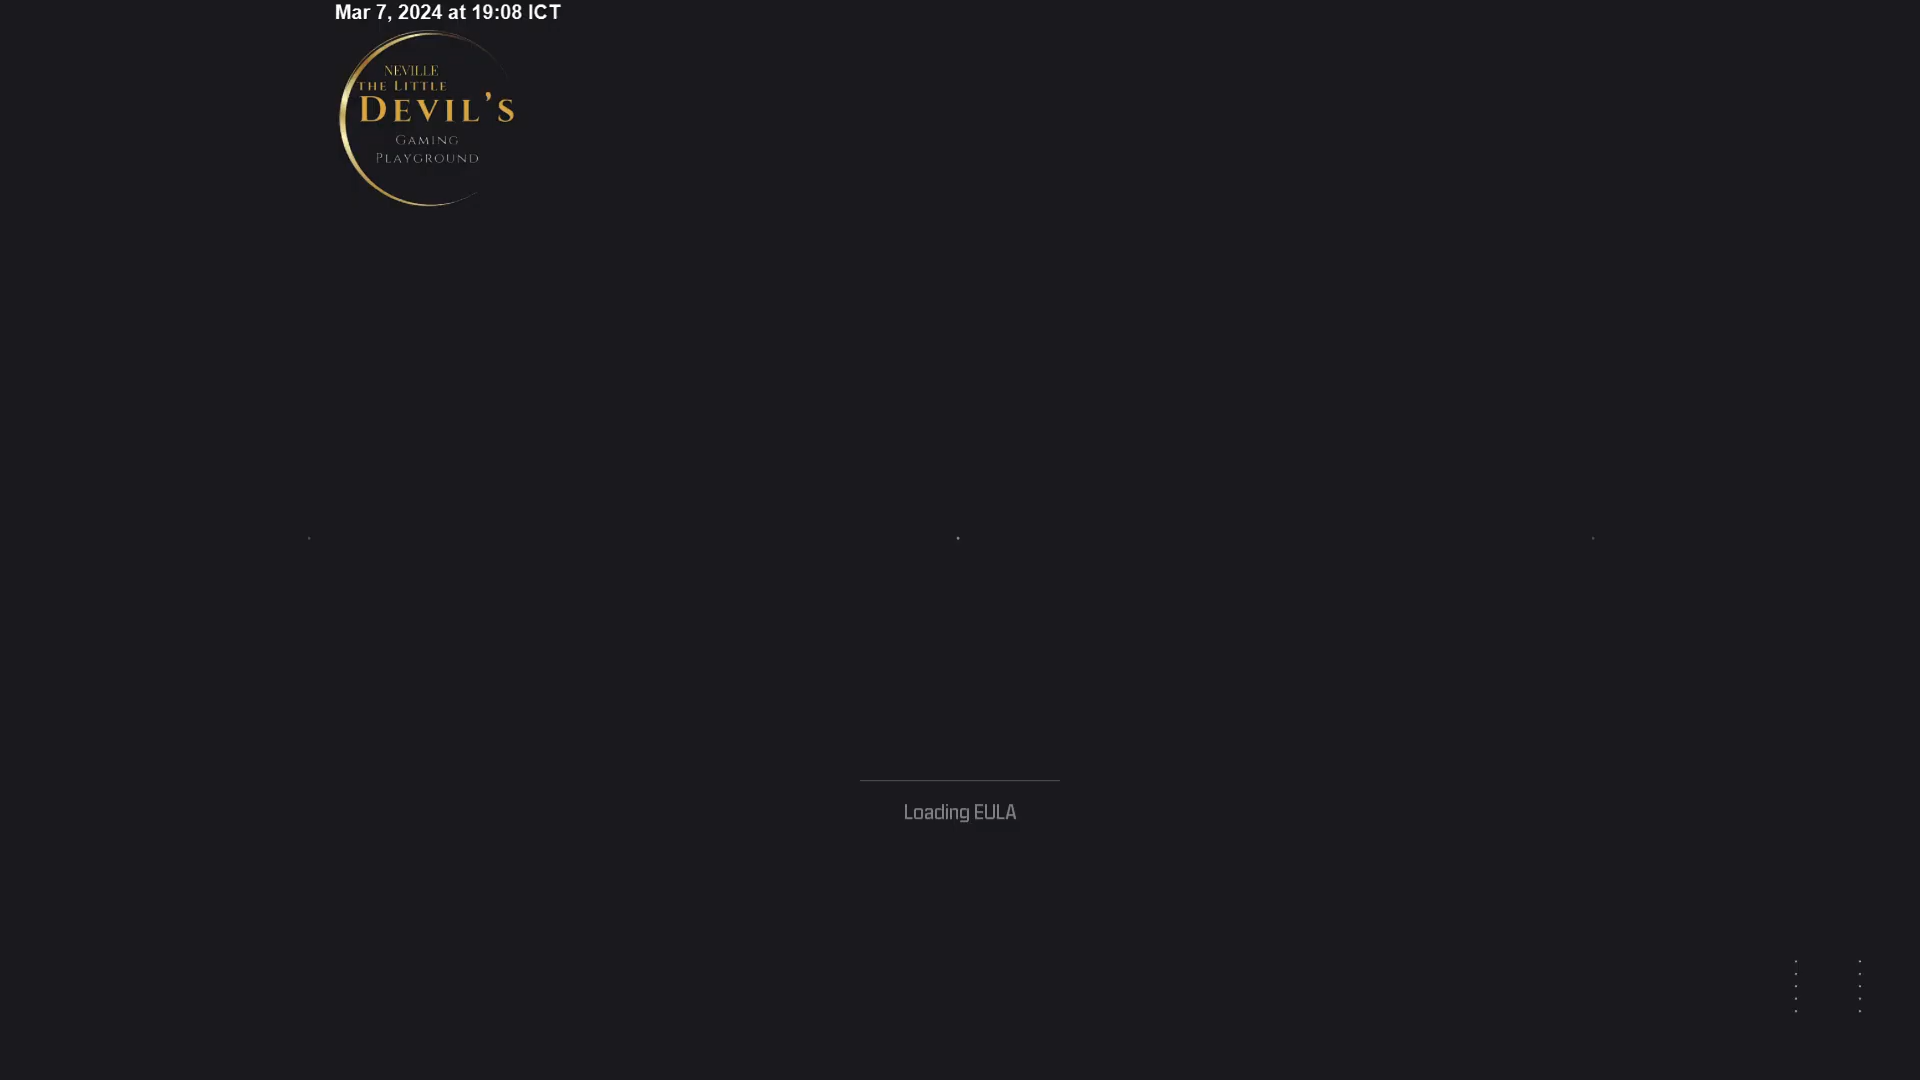 Mar 7, 2024 at 19:08 ICT
NEVILLE
THE LITTLE
DEVIL'S
GAMING
PLAYGROUND
Loading EULA